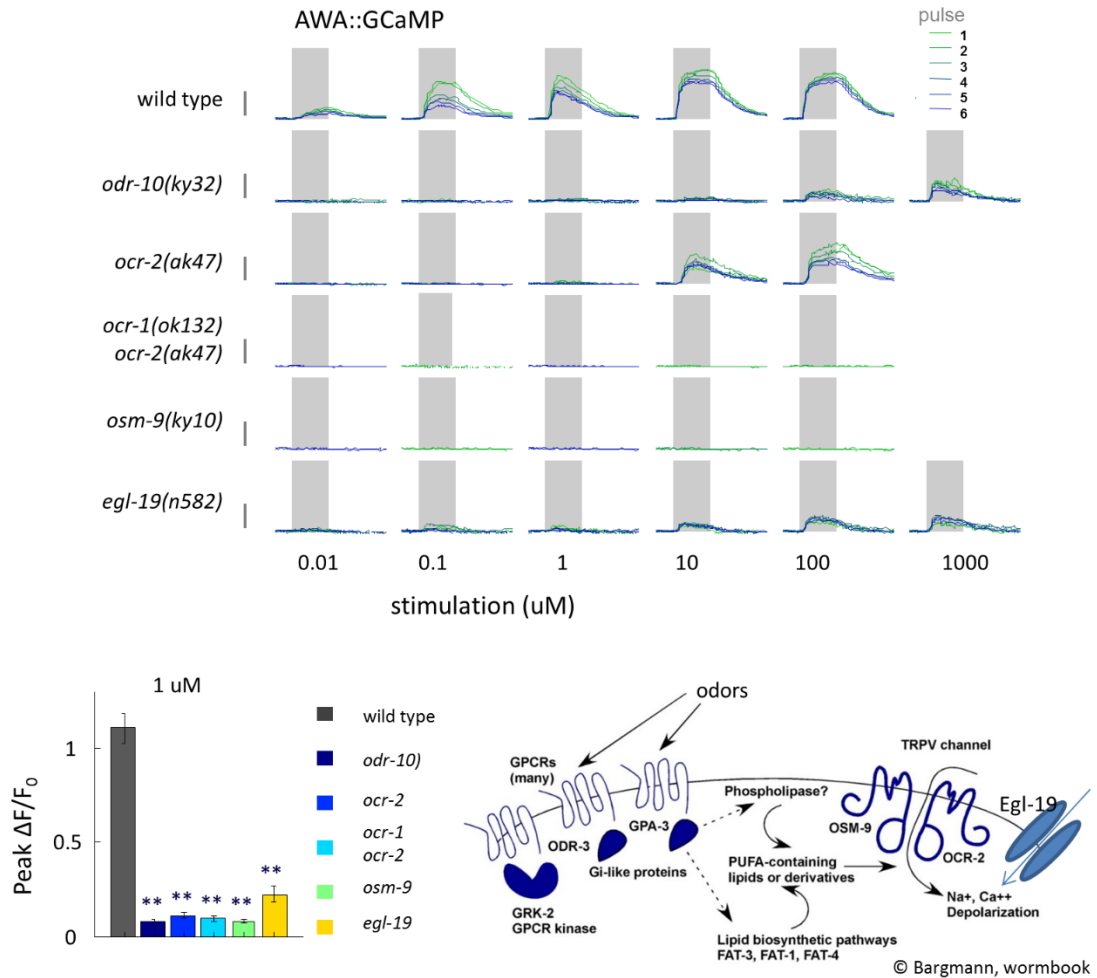 AWA::GCaMP
pulse
1
2
3
4
5
6
wild type
odr-10(ky32)
ocr-2(ak47)
ocr-1(ok132)
ocr-2(ak47)
osm-9(ky10)
egl-19(n582)
0.01 0.1 1 10 100 1000
stimulation (uM)
1 uM
Peak ΔF/F0
1
0.5
0
** ** ** ** **
wild type
odr-10)
ocr-2
ocr-1
ocr-2
osm-9
egl-19
odors
GPCRs
(many)
ODR-3
GPA-3
Gi-like proteins
GRK-2
GPCR kinase
Phospholipase?
PUFA-containing
lipids or derivatives
Lipid biosynthetic pathways
FAT-3, FAT-1, FAT-4
TRPV channel
OSM-9
OCR-2
Egl-19
Na+, Ca++
Depolarization
© Bargmann, wormbook